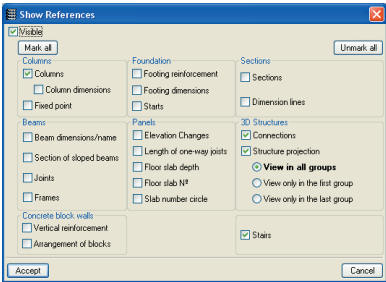 Show References
Visible
Mark all
Unmark all
Columns
Columns
Column dimensions
Fixed point
Foundation
Footing reinforcement
Footing dimensions
Starts
Sections
Sections
Dimension lines
Beams
Beam dimensions/name
Section of sloped beams
Joints
Frames
Panels
Elevation Changes
Length of one-way joists
Floor slab depth
Floor slab Nº
Slab number circle
3D Structures
Connections
Structure projection
View in all groups
View only in the first group
View only in the last group
Concrete block walls
Vertical reinforcement
Arrangement of blocks
Stairs
Accept
Cancel